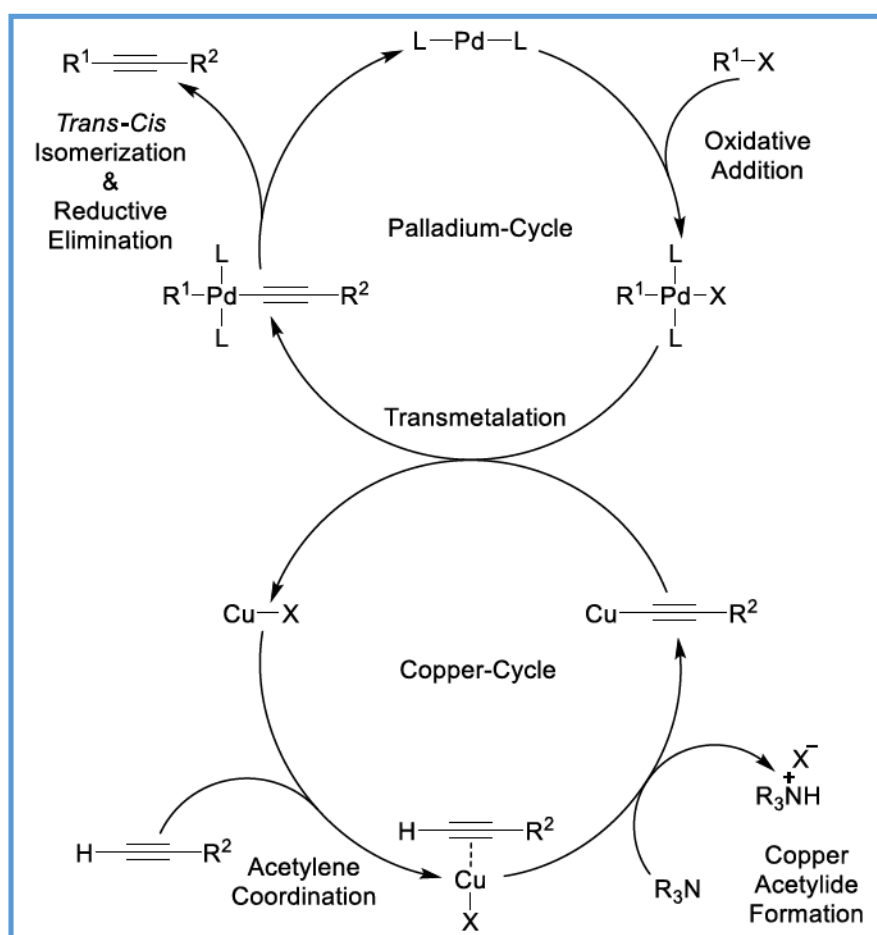 L–Pd–L
R¹–≡–R²
R¹–X
Trans-Cis
Isomerization
&
Reductive
Elimination
Oxidative
Addition
Palladium-Cycle
L
R¹–Pd–≡–R²
L
L
R¹–Pd–X
L
Transmetalation
Cu–X
Cu–≡–R²
Copper-Cycle
X⁻
R₃N⁺H
H–≡–R²
Acetylene
Coordination
H–≡–R²
Cu
X
R₃N
Copper
Acetylide
Formation